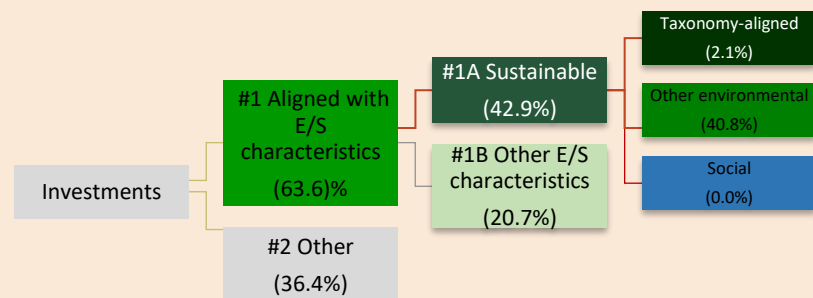 Investments
#1 Aligned with
E/S
characteristics
(63.6)%
#2 Other
(36.4%)
#1A Sustainable
(42.9%)
#1B Other E/S
characteristics
(20.7%)
Taxonomy-aligned
(2.1%)
Other environmental
(40.8%)
Social
(0.0%)